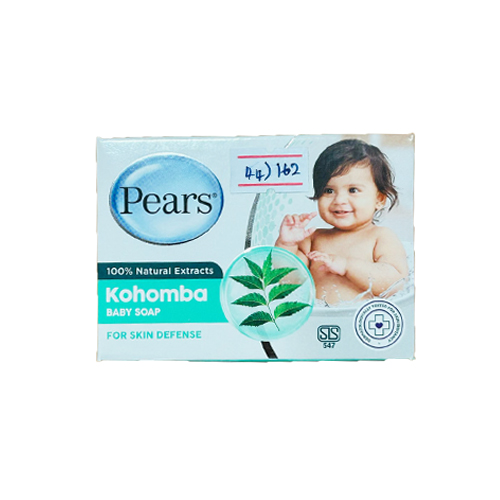 44) 162
Pears®
100% Natural Extracts
Kohomba
BABY SOAP
FOR SKIN DEFENSE
SLS
547